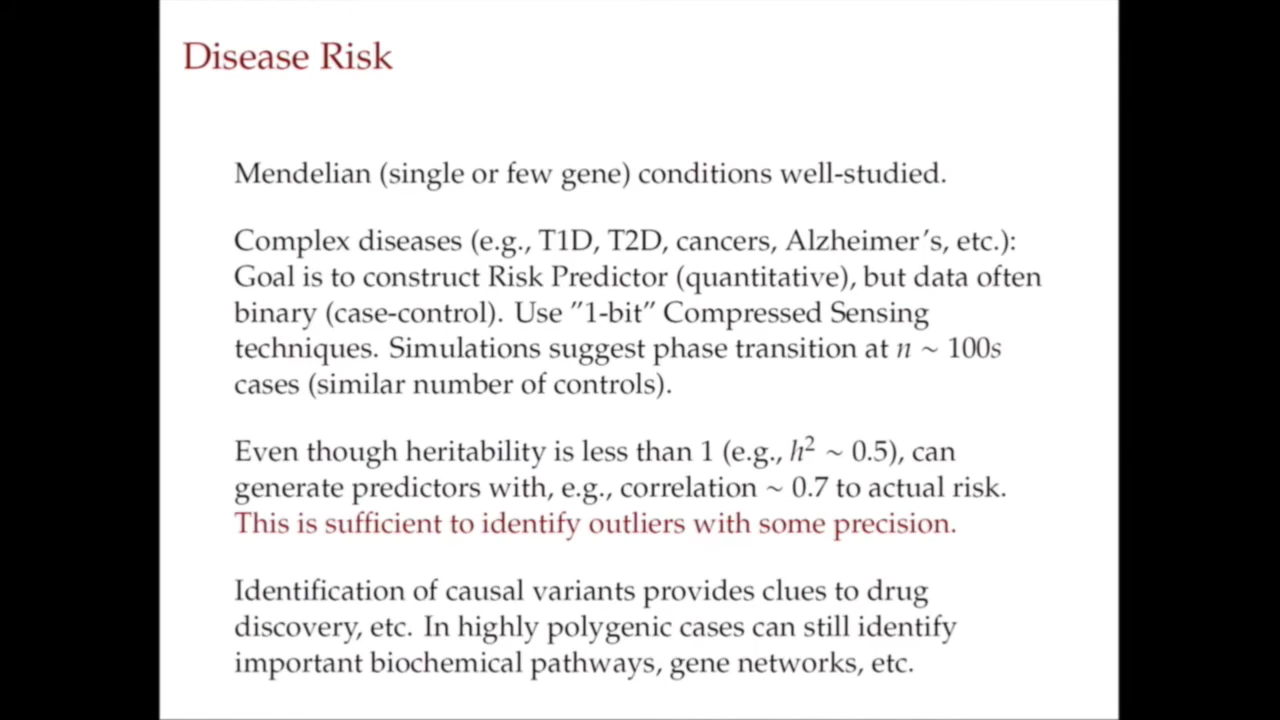 Disease Risk
Mendelian (single or few gene) conditions well-studied.
Complex diseases (e.g., T1D, T2D, cancers, Alzheimer's, etc.):
Goal is to construct Risk Predictor (quantitative), but data often
binary (case-control). Use "1-bit" Compressed Sensing
techniques. Simulations suggest phase transition at n ~ 100s
cases (similar number of controls).
Even though heritability is less than 1 (e.g., h² ~ 0.5), can
generate predictors with, e.g., correlation ~ 0.7 to actual risk.
This is sufficient to identify outliers with some precision.
Identification of causal variants provides clues to drug
discovery, etc. In highly polygenic cases can still identify
important biochemical pathways, gene networks, etc.